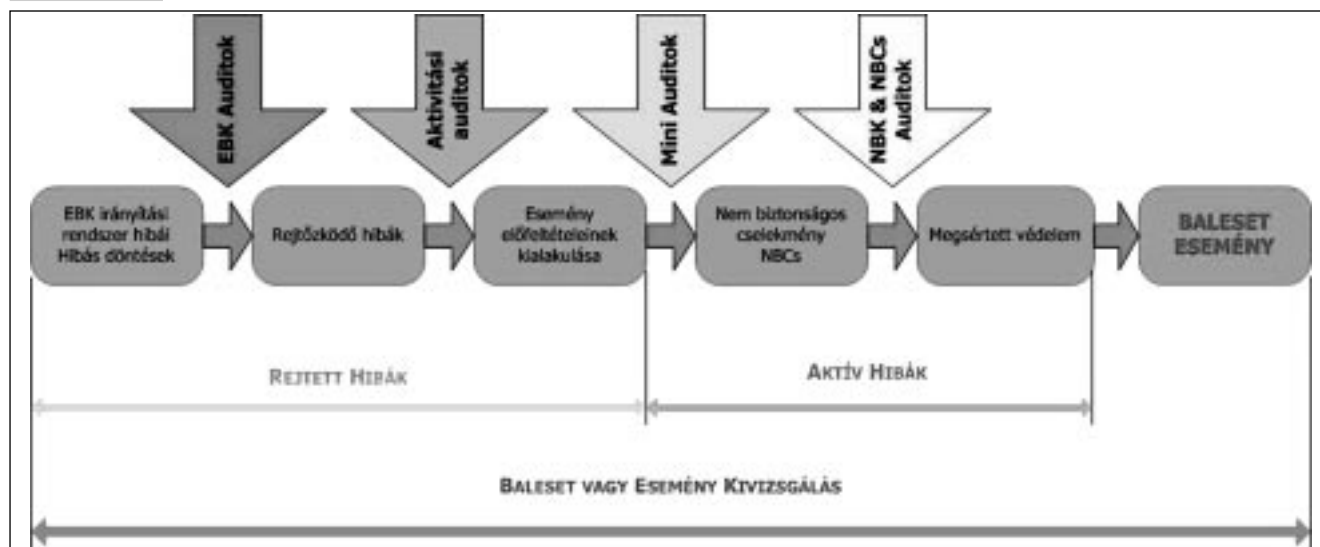 EBK Auditok
Aktivitási
auditok
Mini Auditok
NBK & NBCs
Auditok
EBK irányítási
rendszer hibái
Hibás döntések
Rejtőzködő hibák
Esemény
előfeltételeinek
kialakulása
Nem biztonságos
cselekmény
NBCs
Megsértett védelem
BALESET
ESEMÉNY
REJTETT HIBÁK
AKTÍV HIBÁK
BALESET VAGY ESEMÉNY KIVIZSGÁLÁS